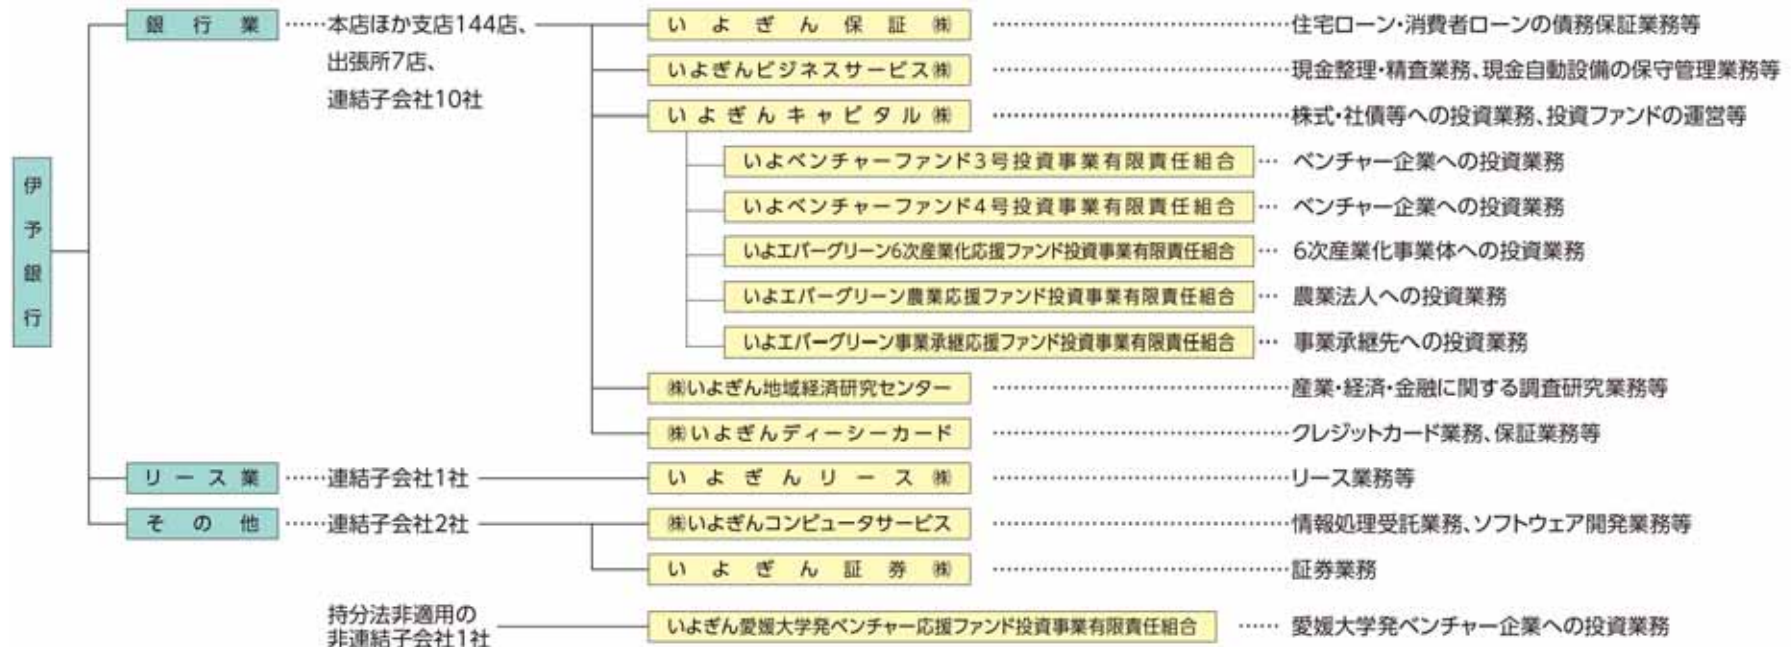 伊予銀行
銀行業 ……本店ほか支店144店、
出張所7店、
連結子会社10社
いよぎん保証㈱ ……住宅ローン・消費者ローンの債務保証業務等
いよぎんビジネスサービス㈱ ……現金整理・精査業務、現金自動設備の保守管理業務等
いよぎんキャピタル㈱ ……株式・社債等への投資業務、投資ファンドの運営等
いよベンチャーファンド3号投資事業有限責任組合 … ベンチャー企業への投資業務
いよベンチャーファンド4号投資事業有限責任組合 … ベンチャー企業への投資業務
いよエバーグリーン6次産業化応援ファンド投資事業有限責任組合 … 6次産業化事業体への投資業務
いよエバーグリーン農業応援ファンド投資事業有限責任組合 … 農業法人への投資業務
いよエバーグリーン事業承継応援ファンド投資事業有限責任組合 … 事業承継先への投資業務
㈱いよぎん地域経済研究センター ……産業・経済・金融に関する調査研究業務等
㈱いよぎんディーシーカード ……クレジットカード業務、保証業務等
リース業 ……連結子会社1社 いよぎんリース㈱ ……リース業務等
その他 ……連結子会社2社 ㈱いよぎんコンピュータサービス ……情報処理受託業務、ソフトウェア開発業務等
いよぎん証券㈱ ……証券業務
持分法非適用の
非連結子会社1社
いよぎん愛媛大学発ベンチャー応援ファンド投資事業有限責任組合 …… 愛媛大学発ベンチャー企業への投資業務